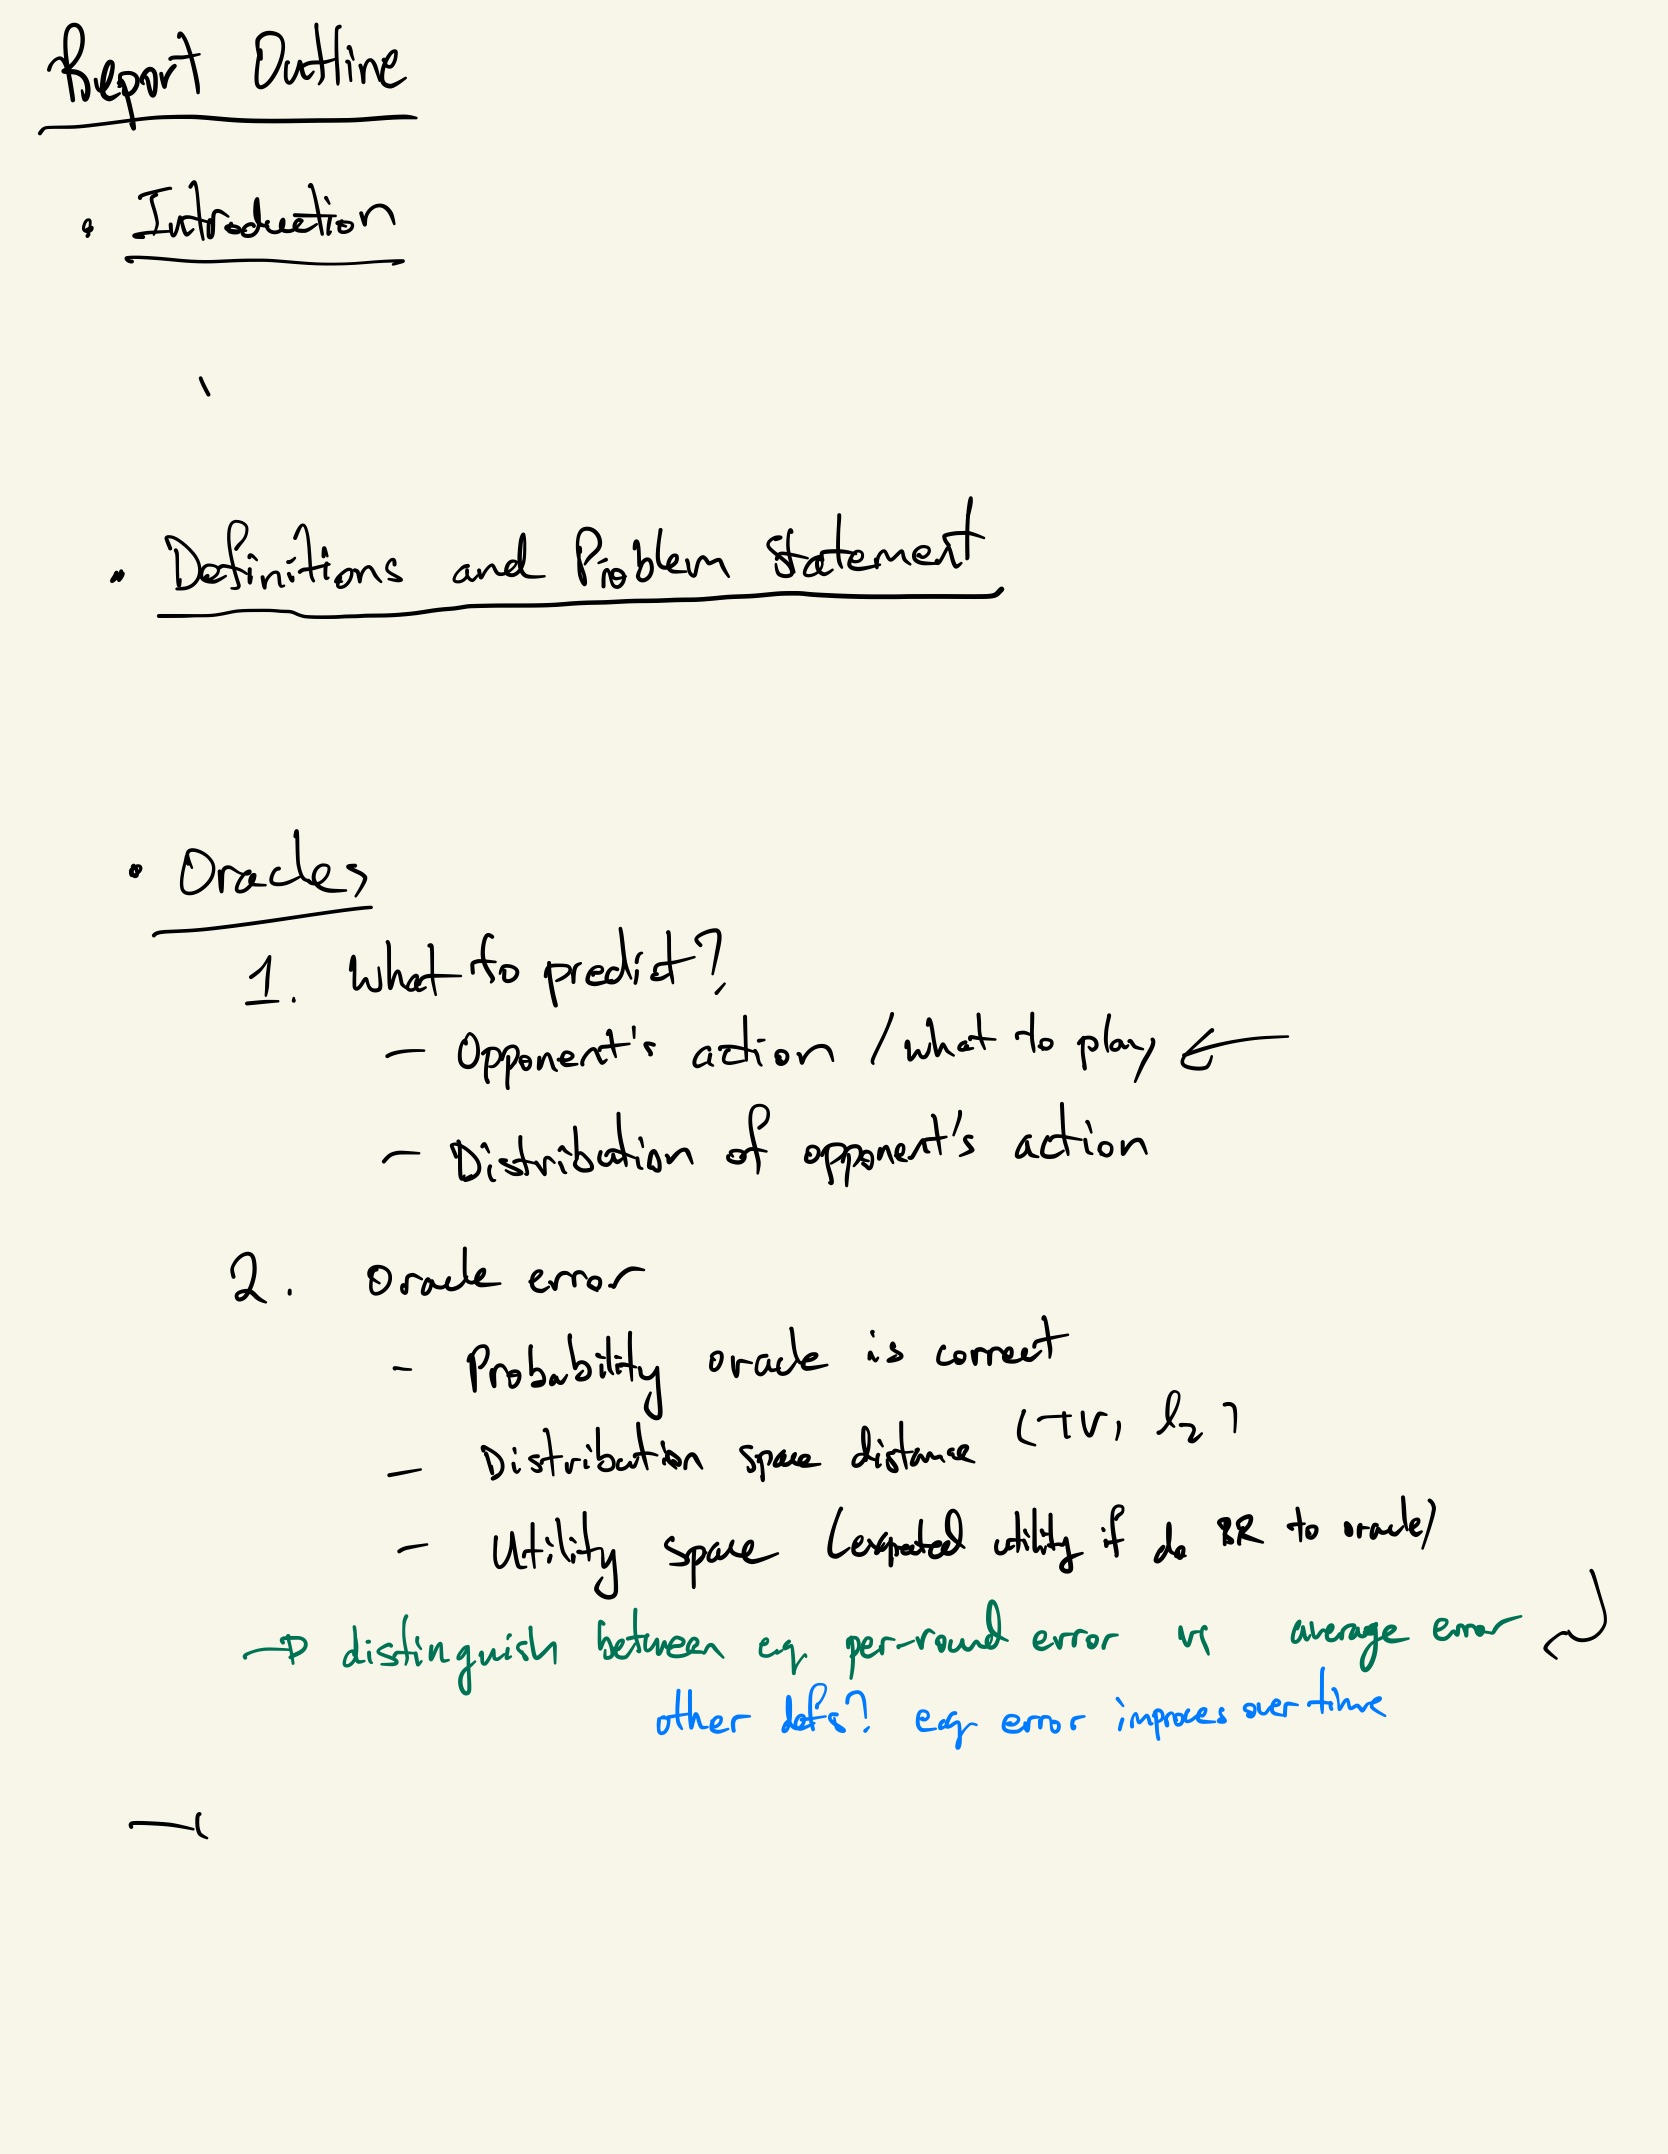 Report Outline
• Introduction
• Definitions and Problem Statement
• Oracles
1. What to predict?
— Opponent's action / what to play ←
— Distribution of opponent's action
2. Oracle error
- Probability oracle is correct
— Distribution space distance (TV, l₂)
— Utility space (expected utility if do BR to oracle)
→ distinguish between eg per-round error vs average error
other defs? eg error improves over time